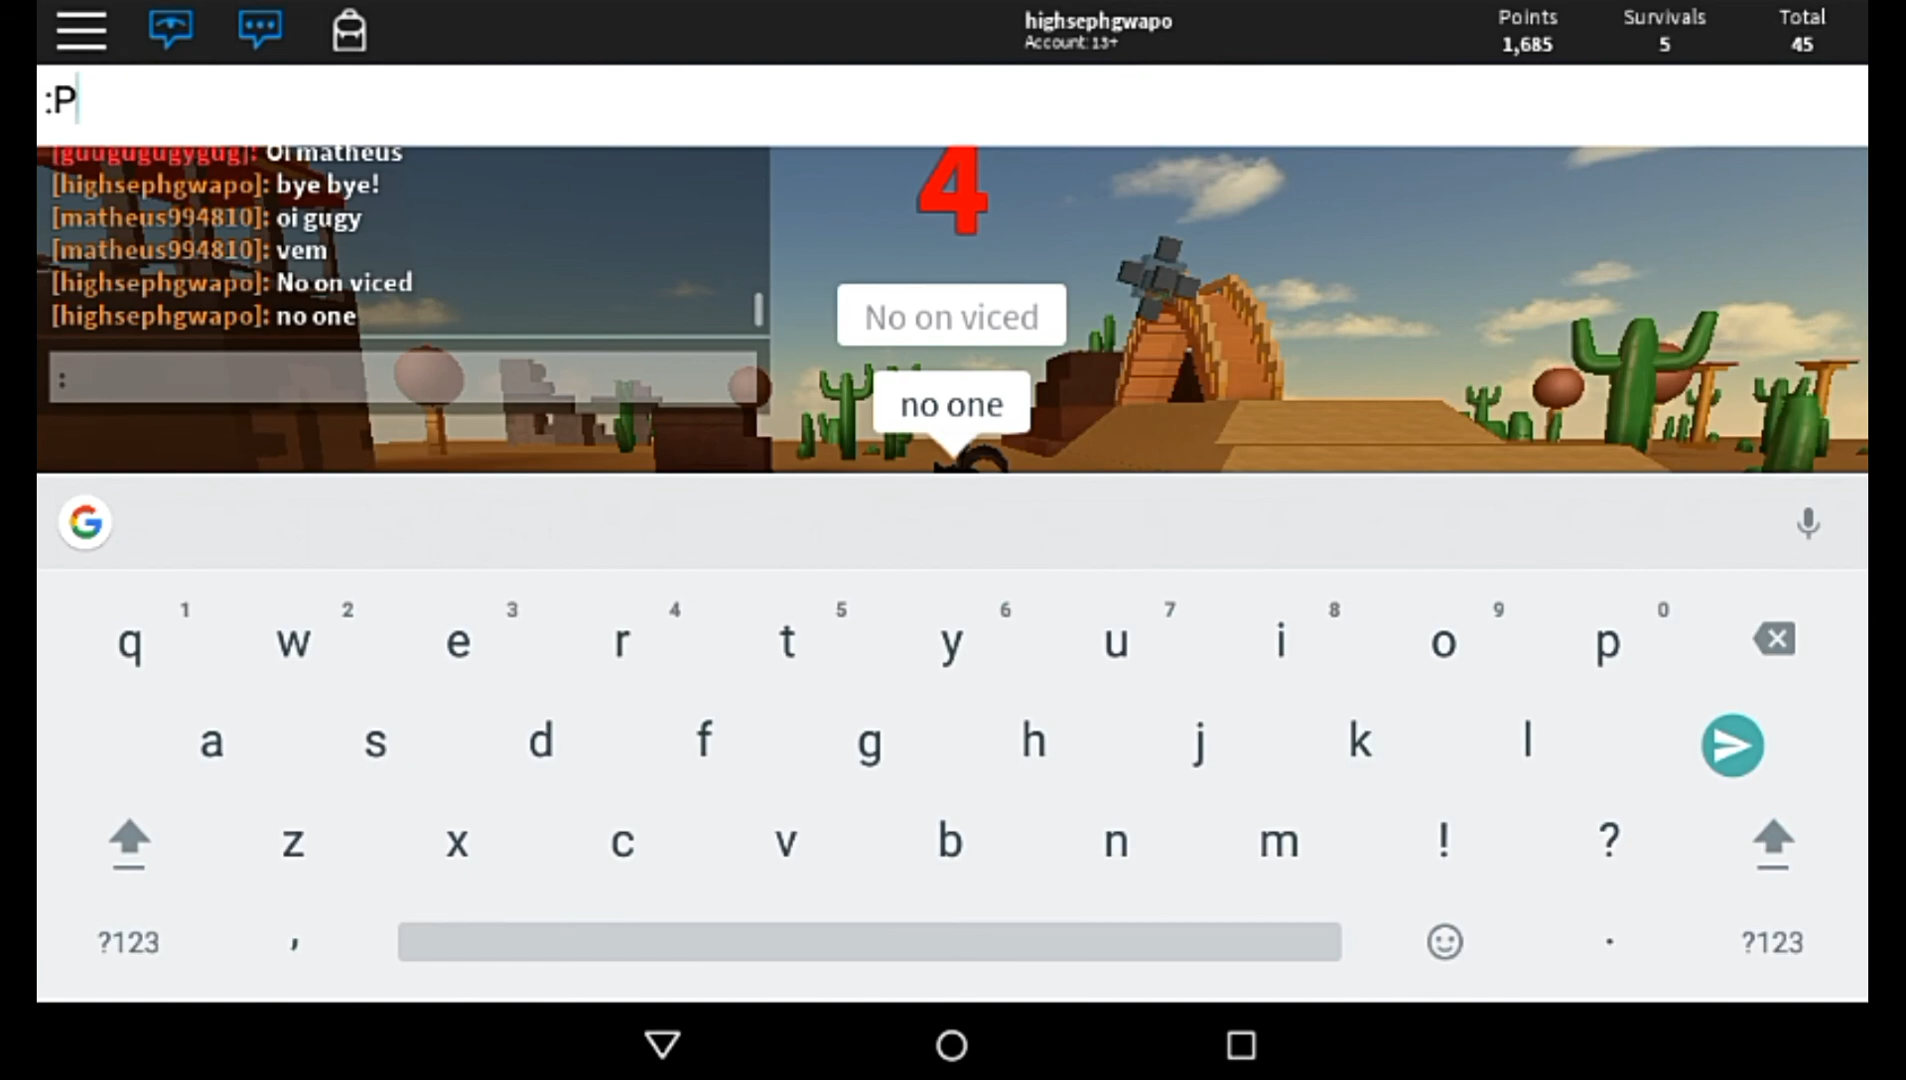 highsephgwapo
Account: 13+
Points
1,685
Survivals
5
Total
45
:P
[guugugugygug]: Oi matheus
[highsephgwapo]: bye bye!
[matheus994810]: oi gugy
[matheus994810]: vem
[highsephgwapo]: No on viced
[highsephgwapo]: no one
:
4
No on viced
no one
G
1 2 3 4 5 6 7 8 9 0
q w e r t y u i o p
a s d f g h j k l
z x c v b n m ! ?
?123 , . ?123